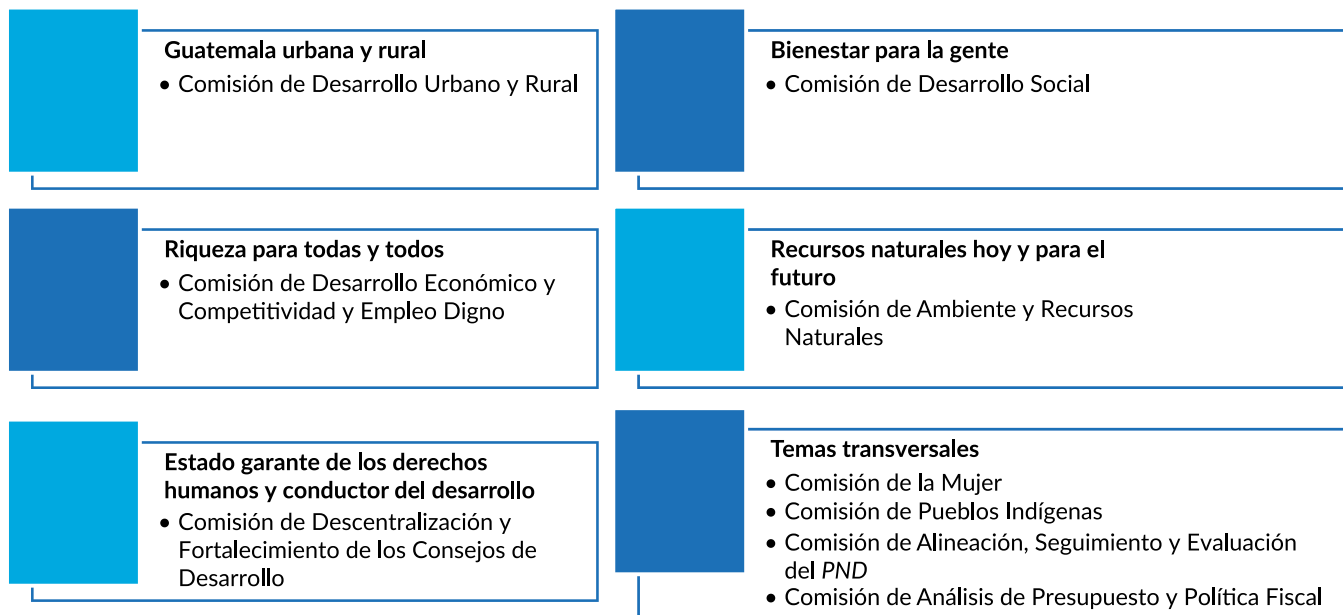 Guatemala urbana y rural
• Comisión de Desarrollo Urbano y Rural
Bienestar para la gente
• Comisión de Desarrollo Social
Riqueza para todas y todos
• Comisión de Desarrollo Económico y
Competitividad y Empleo Digno
Recursos naturales hoy y para el
futuro
• Comisión de Ambiente y Recursos
Naturales
Estado garante de los derechos
humanos y conductor del desarrollo
• Comisión de Descentralización y
Fortalecimiento de los Consejos de
Desarrollo
Temas transversales
• Comisión de la Mujer
• Comisión de Pueblos Indígenas
• Comisión de Alineación, Seguimiento y Evaluación
del PND
• Comisión de Análisis de Presupuesto y Política Fiscal